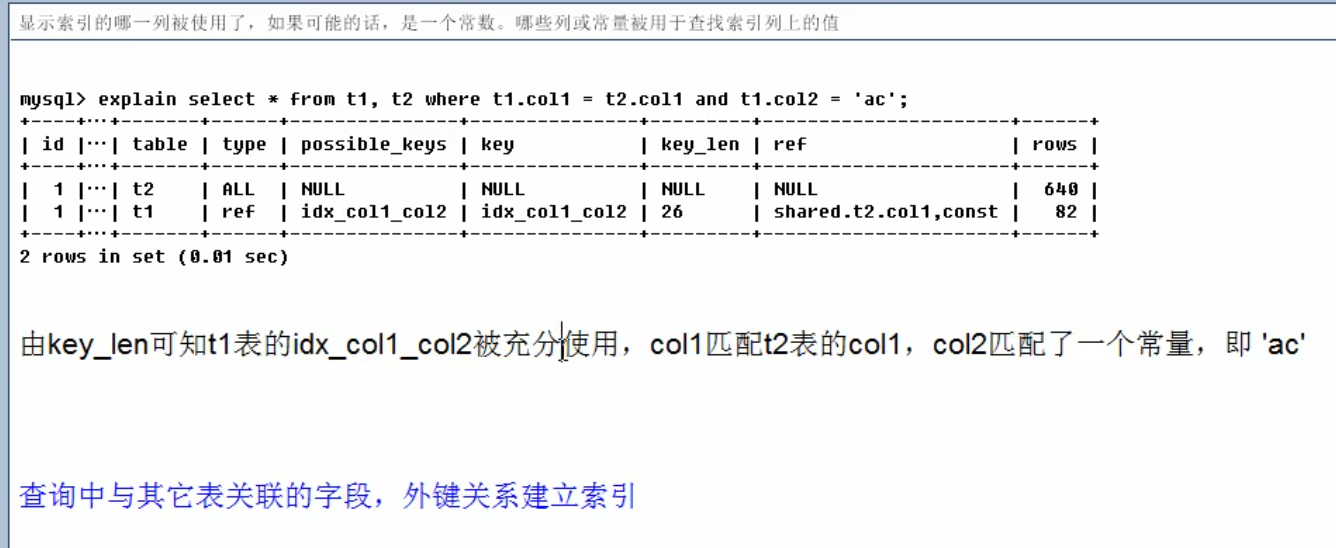 显示索引的哪一列被使用了，如果可能的话，是一个常数。哪些列或常量被用于查找索引列上的值
mysql> explain select * from t1, t2 where t1.col1 = t2.col1 and t1.col2 = 'ac';
+----+...+-------+------+---------------+---------------+---------+----------------------+------+
| id |...| table | type | possible_keys | key | key_len | ref | rows |
+----+...+-------+------+---------------+---------------+---------+----------------------+------+
| 1 |...| t2 | ALL | NULL | NULL | NULL | NULL | 640 |
| 1 |...| t1 | ref | idx_col1_col2 | idx_col1_col2 | 26 | shared.t2.col1,const | 82 |
+----+...+-------+------+---------------+---------------+---------+----------------------+------+
2 rows in set (0.01 sec)
由key_len可知t1表的idx_col1_col2被充分使用，col1匹配t2表的col1，col2匹配了一个常量，即 'ac'
查询中与其它表关联的字段，外键关系建立索引